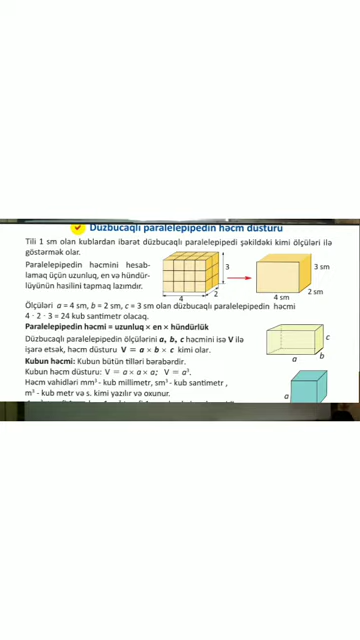 Düzbucaqlı paralelepipedin həcm düsturu
Tili 1 sm olan kublardan ibarət düzbucaqlı paralelepipedi şəkildəki kimi ölçüləri ilə
göstərmək olar.
Paralelepipedin həcmini hesab-
lamaq üçün uzunluq, en və hündür-
lüyünün hasilini tapmaq lazımdır.
3
2
4
3 sm
2 sm
4 sm
Ölçüləri a = 4 sm, b = 2 sm, c = 3 sm olan düzbucaqlı paralelepipedin həcmi
4 · 2 · 3 = 24 kub santimetr olacaq.
Paralelepipedin həcmi = uzunluq × en × hündürlük
Düzbucaqlı paralelepipedin ölçülərini a, b, c həcmini isə V ilə
işarə etsək, həcm düsturu V = a × b × c kimi olar.
c
b
a
Kubun həcmi: Kubun bütün tilləri bərabərdir.
Kubun həcm düsturu: V = a × a × a; V = a³.
Həcm vahidləri mm³ - kub millimetr, sm³ - kub santimetr ,
m³ - kub metr və s. kimi yazılır və oxunur.
a